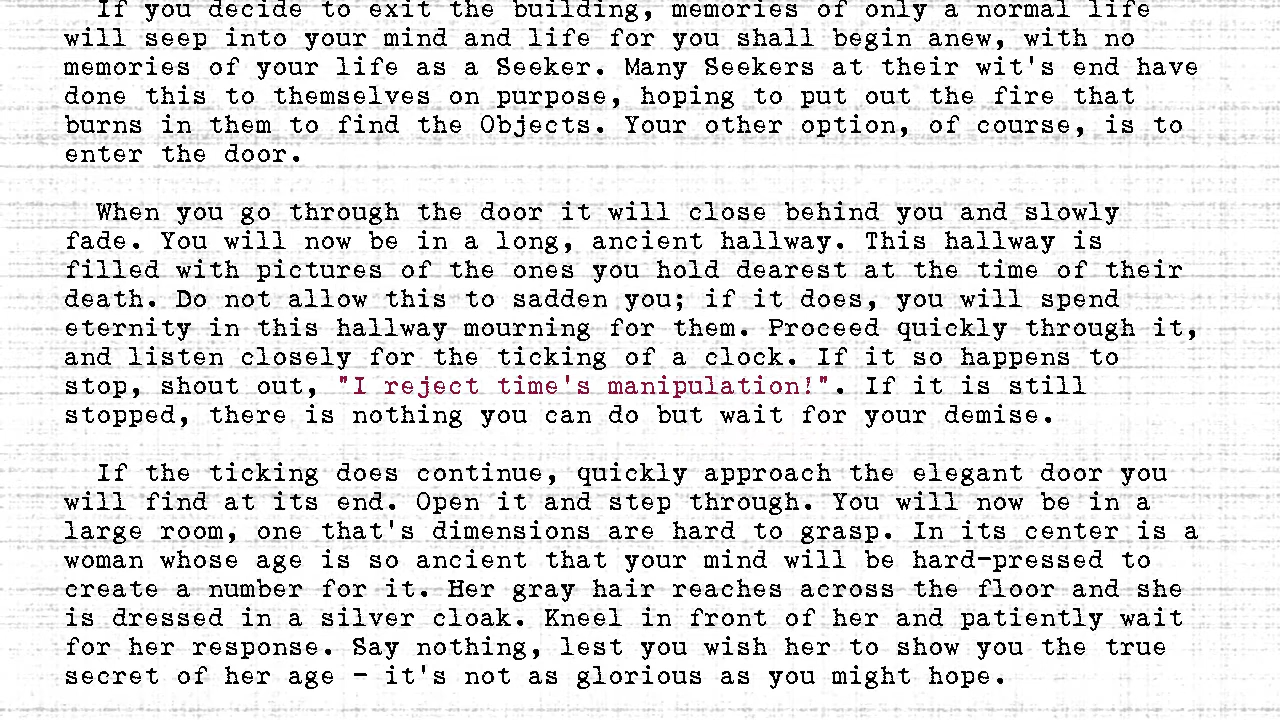 If you decide to exit the building, memories of only a normal life
will seep into your mind and life for you shall begin anew, with no
memories of your life as a Seeker. Many Seekers at their wit's end have
done this to themselves on purpose, hoping to put out the fire that
burns in them to find the Objects. Your other option, of course, is to
enter the door.
When you go through the door it will close behind you and slowly
fade. You will now be in a long, ancient hallway. This hallway is
filled with pictures of the ones you hold dearest at the time of their
death. Do not allow this to sadden you; if it does, you will spend
eternity in this hallway mourning for them. Proceed quickly through it,
and listen closely for the ticking of a clock. If it so happens to
stop, shout out, "I reject time's manipulation!". If it is still
stopped, there is nothing you can do but wait for your demise.
If the ticking does continue, quickly approach the elegant door you
will find at its end. Open it and step through. You will now be in a
large room, one that's dimensions are hard to grasp. In its center is a
woman whose age is so ancient that your mind will be hard-pressed to
create a number for it. Her gray hair reaches across the floor and she
is dressed in a silver cloak. Kneel in front of her and patiently wait
for her response. Say nothing, lest you wish her to show you the true
secret of her age - it's not as glorious as you might hope.